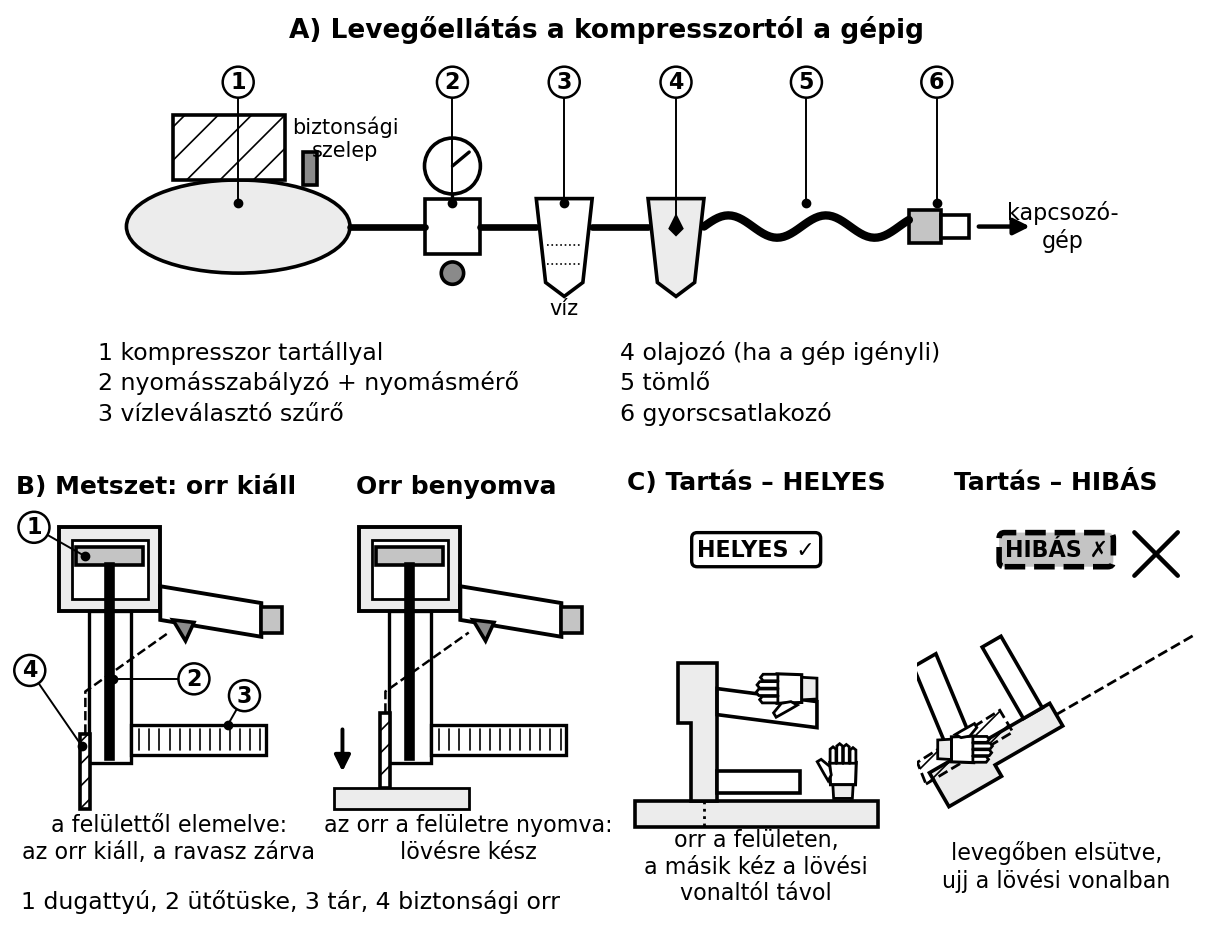 A) Levegőellátás a kompresszortól a gépig
1 2 3 4 5 6
biztonsági
szelep
kapcsozó-
gép
víz
1 kompresszor tartállyal
2 nyomásszabályzó + nyomásmérő
3 vízleválasztó szűrő
4 olajozó (ha a gép igényli)
5 tömlő
6 gyorscsatlakozó
B) Metszet: orr kiáll
1
4
2
3
a felülettől elemelve:
az orr kiáll, a ravasz zárva
Orr benyomva
az orr a felületre nyomva:
lövésre kész
1 dugattyú, 2 ütőtüske, 3 tár, 4 biztonsági orr
C) Tartás – HELYES
HELYES ✓
orr a felületen,
a másik kéz a lövési
vonaltól távol
Tartás – HIBÁS
HIBÁS ✗
levegőben elsütve,
ujj a lövési vonalban